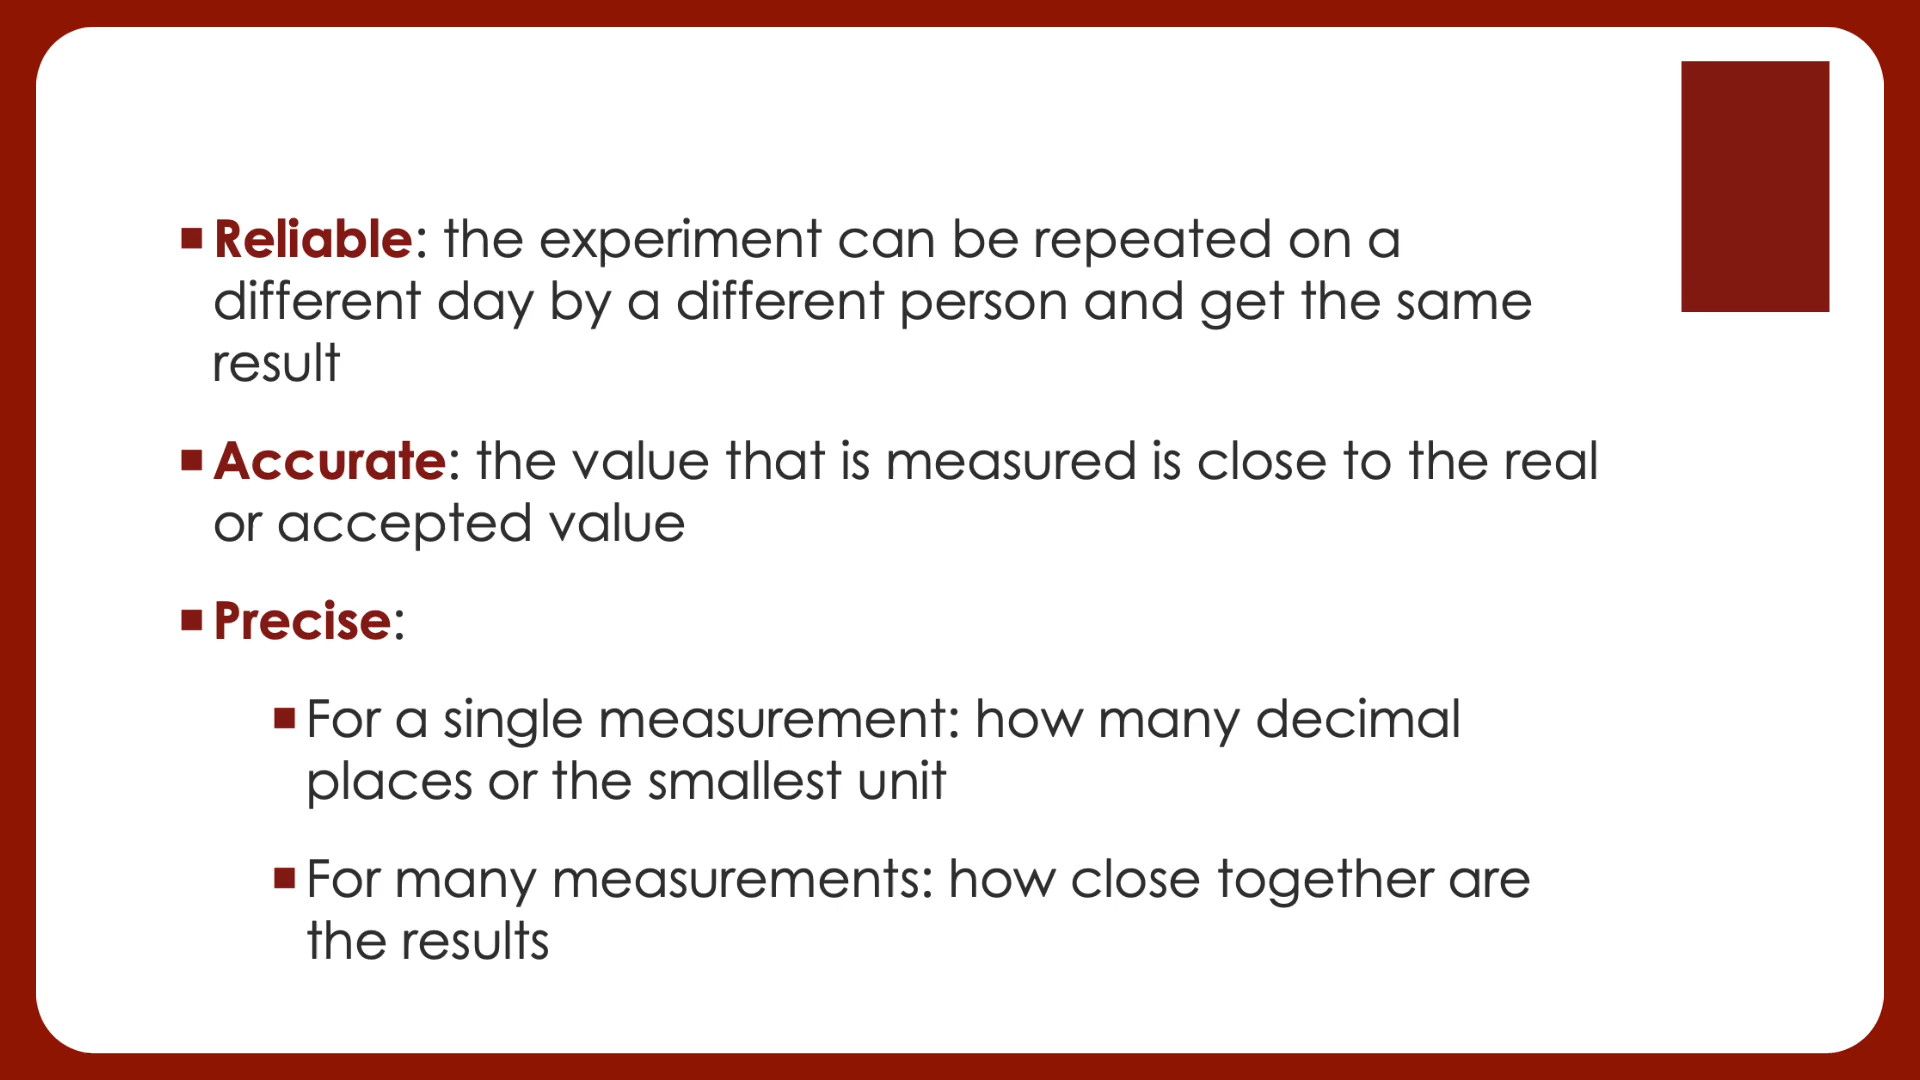 Reliable: the experiment can be repeated on a
different day by a different person and get the same
result
Accurate: the value that is measured is close to the real
or accepted value
Precise:
For a single measurement: how many decimal
places or the smallest unit
For many measurements: how close together are
the results